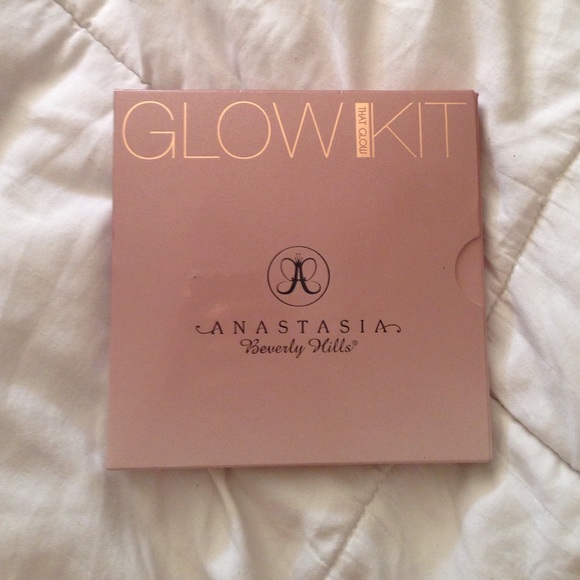 GLOW KIT
THAT GLOW
A
ANASTASIA
Beverly Hills®